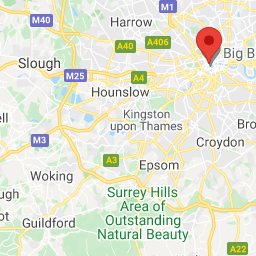 M40
Harrow
M1
A40
A406
Slough
Big B
M25
A4
Hounslow
Kingston
upon Thames
Bro
Croydon
M3
A3
Epsom
Woking
ough
Surrey Hills
Area of
Outstanding
Natural Beauty
Guildford
A22